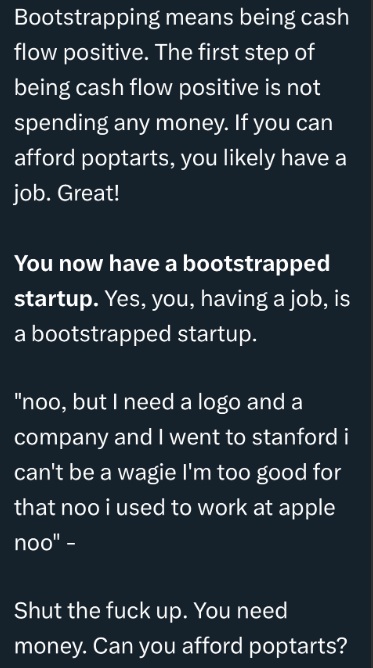 Bootstrapping means being cash
flow positive. The first step of
being cash flow positive is not
spending any money. If you can
afford poptarts, you likely have a
job. Great!
You now have a bootstrapped
startup. Yes, you, having a job, is
a bootstrapped startup.
"noo, but I need a logo and a
company and I went to stanford i
can't be a wagie I'm too good for
that noo i used to work at apple
noo" –
Shut the fuck up. You need
money. Can you afford poptarts?